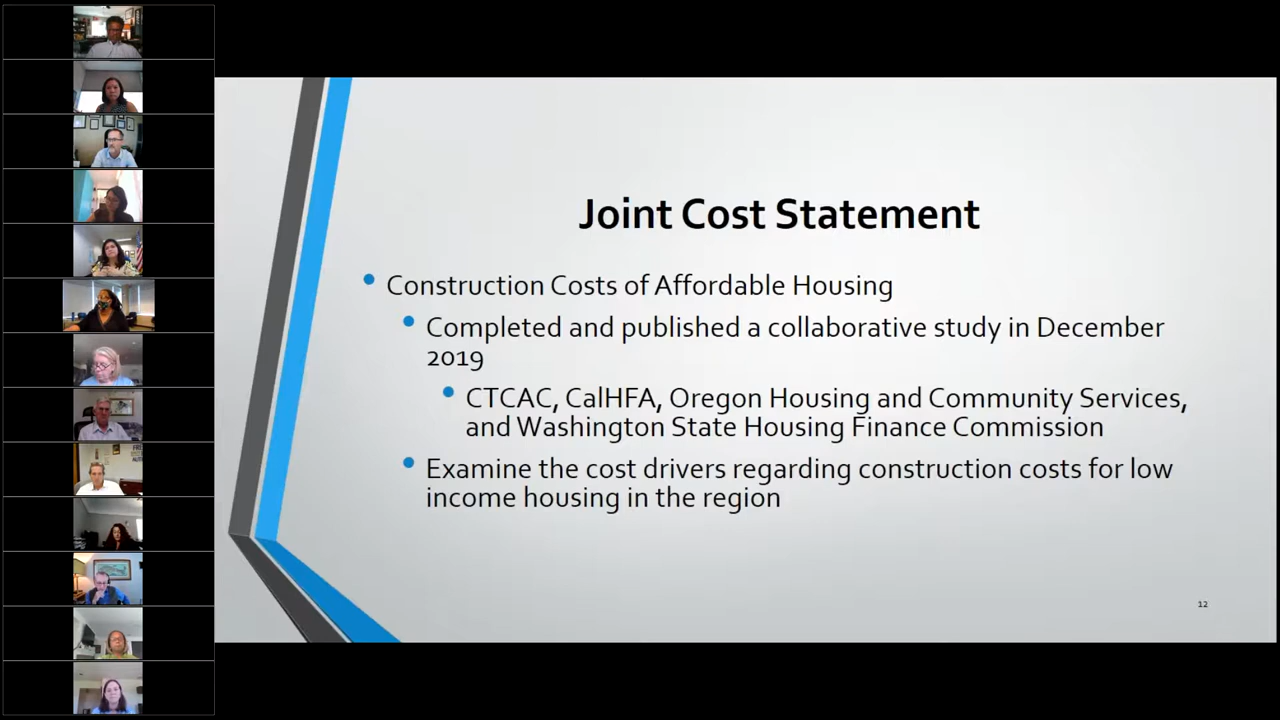 Joint Cost Statement
Construction Costs of Affordable Housing
Completed and published a collaborative study in December
2019
CTCAC, CalHFA, Oregon Housing and Community Services,
and Washington State Housing Finance Commission
Examine the cost drivers regarding construction costs for low
income housing in the region
12